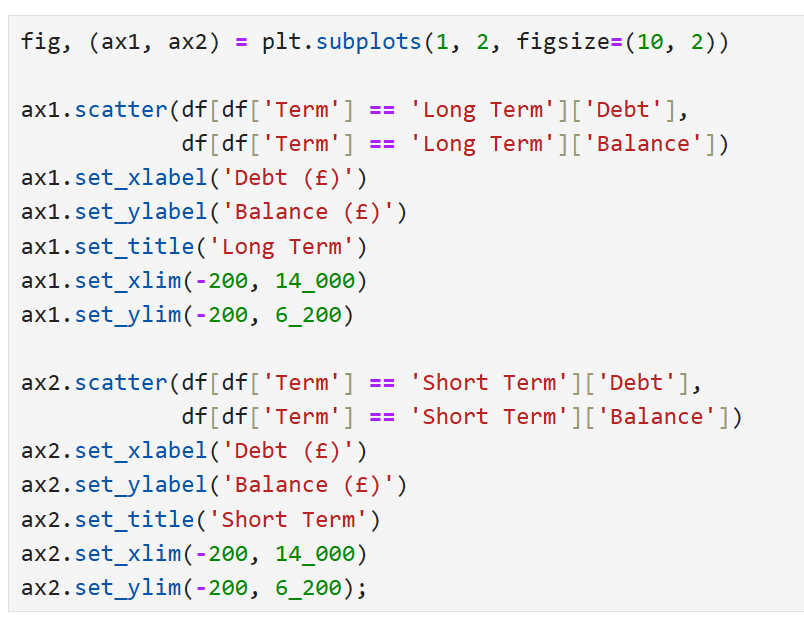 fig, (ax1, ax2) = plt.subplots(1, 2, figsize=(10, 2))

ax1.scatter(df[df['Term'] == 'Long Term']['Debt'],
            df[df['Term'] == 'Long Term']['Balance'])
ax1.set_xlabel('Debt (£)')
ax1.set_ylabel('Balance (£)')
ax1.set_title('Long Term')
ax1.set_xlim(-200, 14_000)
ax1.set_ylim(-200, 6_200)

ax2.scatter(df[df['Term'] == 'Short Term']['Debt'],
            df[df['Term'] == 'Short Term']['Balance'])
ax2.set_xlabel('Debt (£)')
ax2.set_ylabel('Balance (£)')
ax2.set_title('Short Term')
ax2.set_xlim(-200, 14_000)
ax2.set_ylim(-200, 6_200);